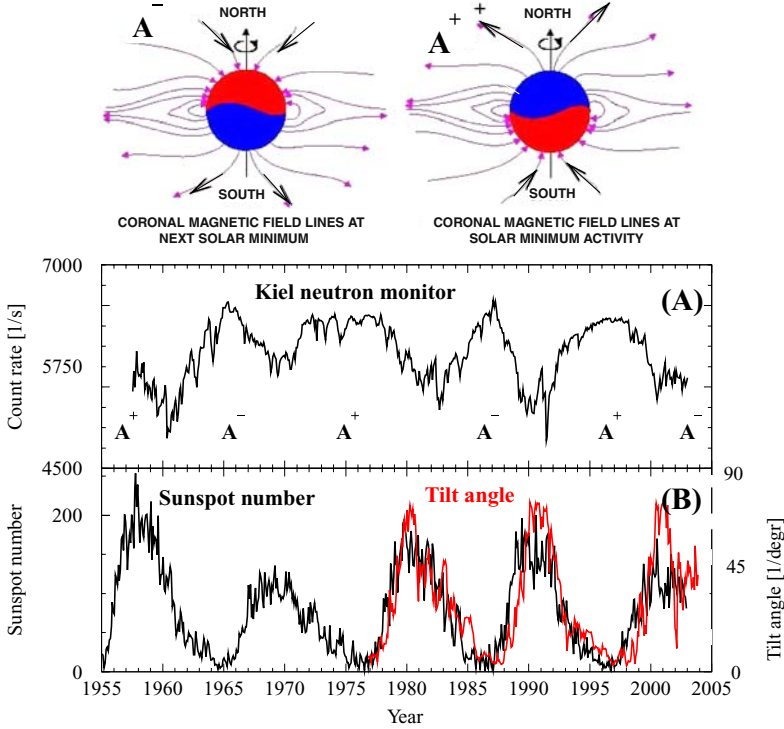 A−
NORTH
SOUTH
CORONAL MAGNETIC FIELD LINES AT
NEXT SOLAR MINIMUM
A+ +
NORTH
SOUTH
CORONAL MAGNETIC FIELD LINES AT
SOLAR MINIMUM ACTIVITY
7000
5750
4500
Count rate [1/s]
Kiel neutron monitor
(A)
A+ A− A+ A− A+ A−
200
100
0
Sunspot number
Sunspot number
Tilt angle
(B)
90
45
0
Tilt angle [1/degr]
1955 1960 1965 1970 1975 1980 1985 1990 1995 2000 2005
Year